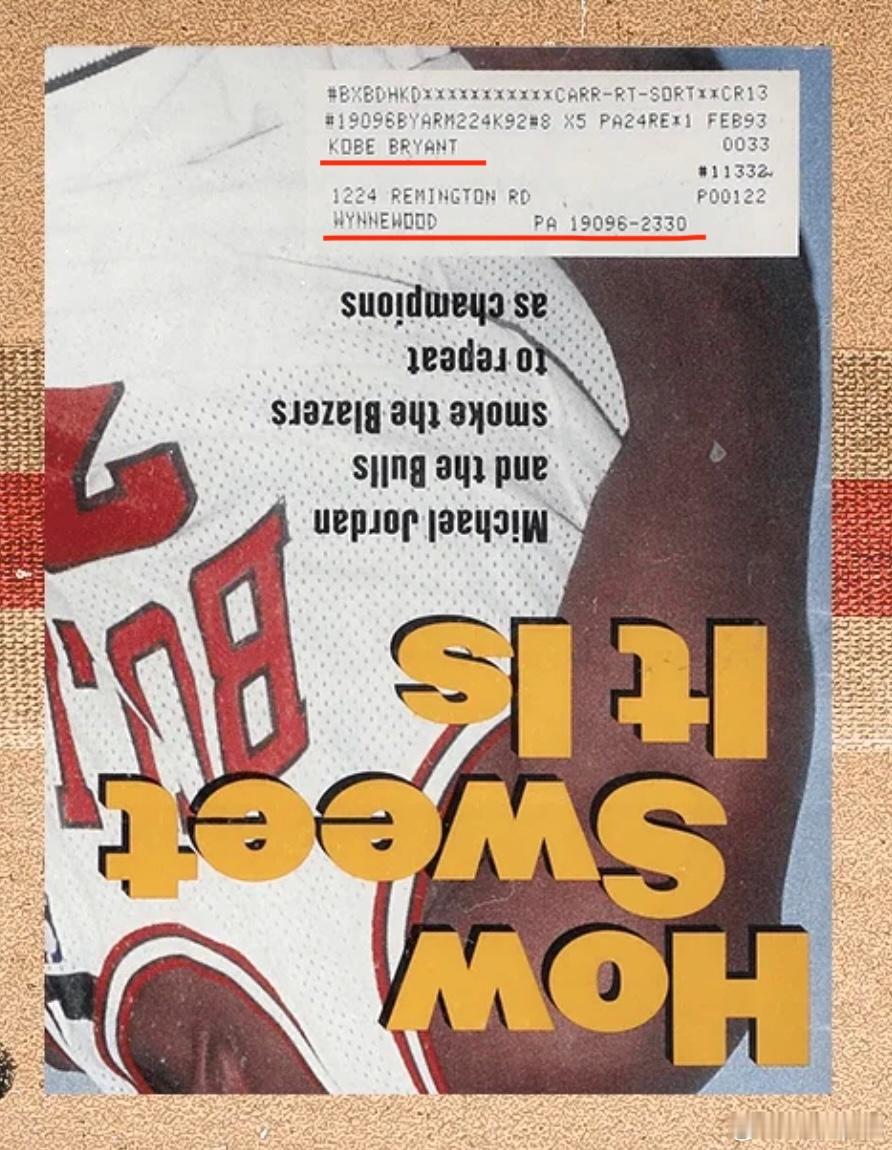 #BXBDHKD***********CARR-RT-SORT**CR13
#19096BYARM224K92#8 X5 PA24RE*1 FEB93
KOBE BRYANT 0033
#11332
1224 REMINGTON RD P00122
WYNNEWOOD PA 19096-2330
How
Sweet
It Is
Michael Jordan
and the Bulls
smoke the Blazers
to repeat
as champions
BU